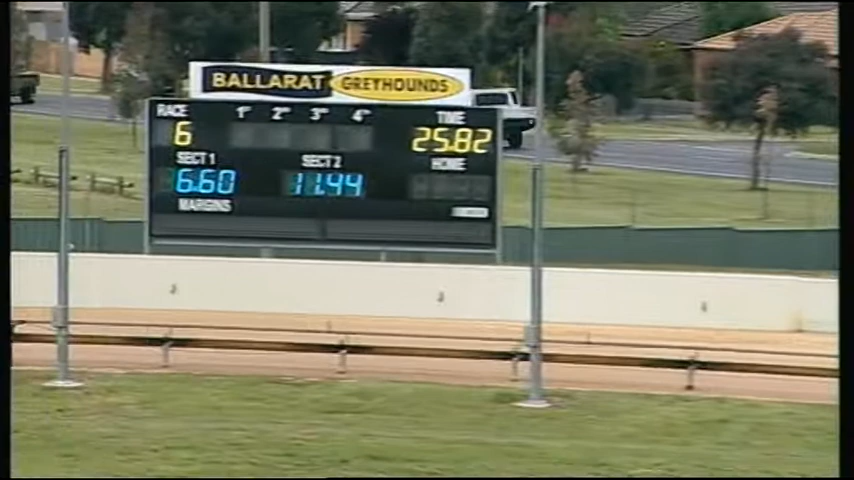 BALLARAT GREYHOUNDS
RACE 1ST 2ND 3RD 4TH TIME
6 25.82
SECT 1 SECT 2 HOME
6.60 11.44
MARGINS